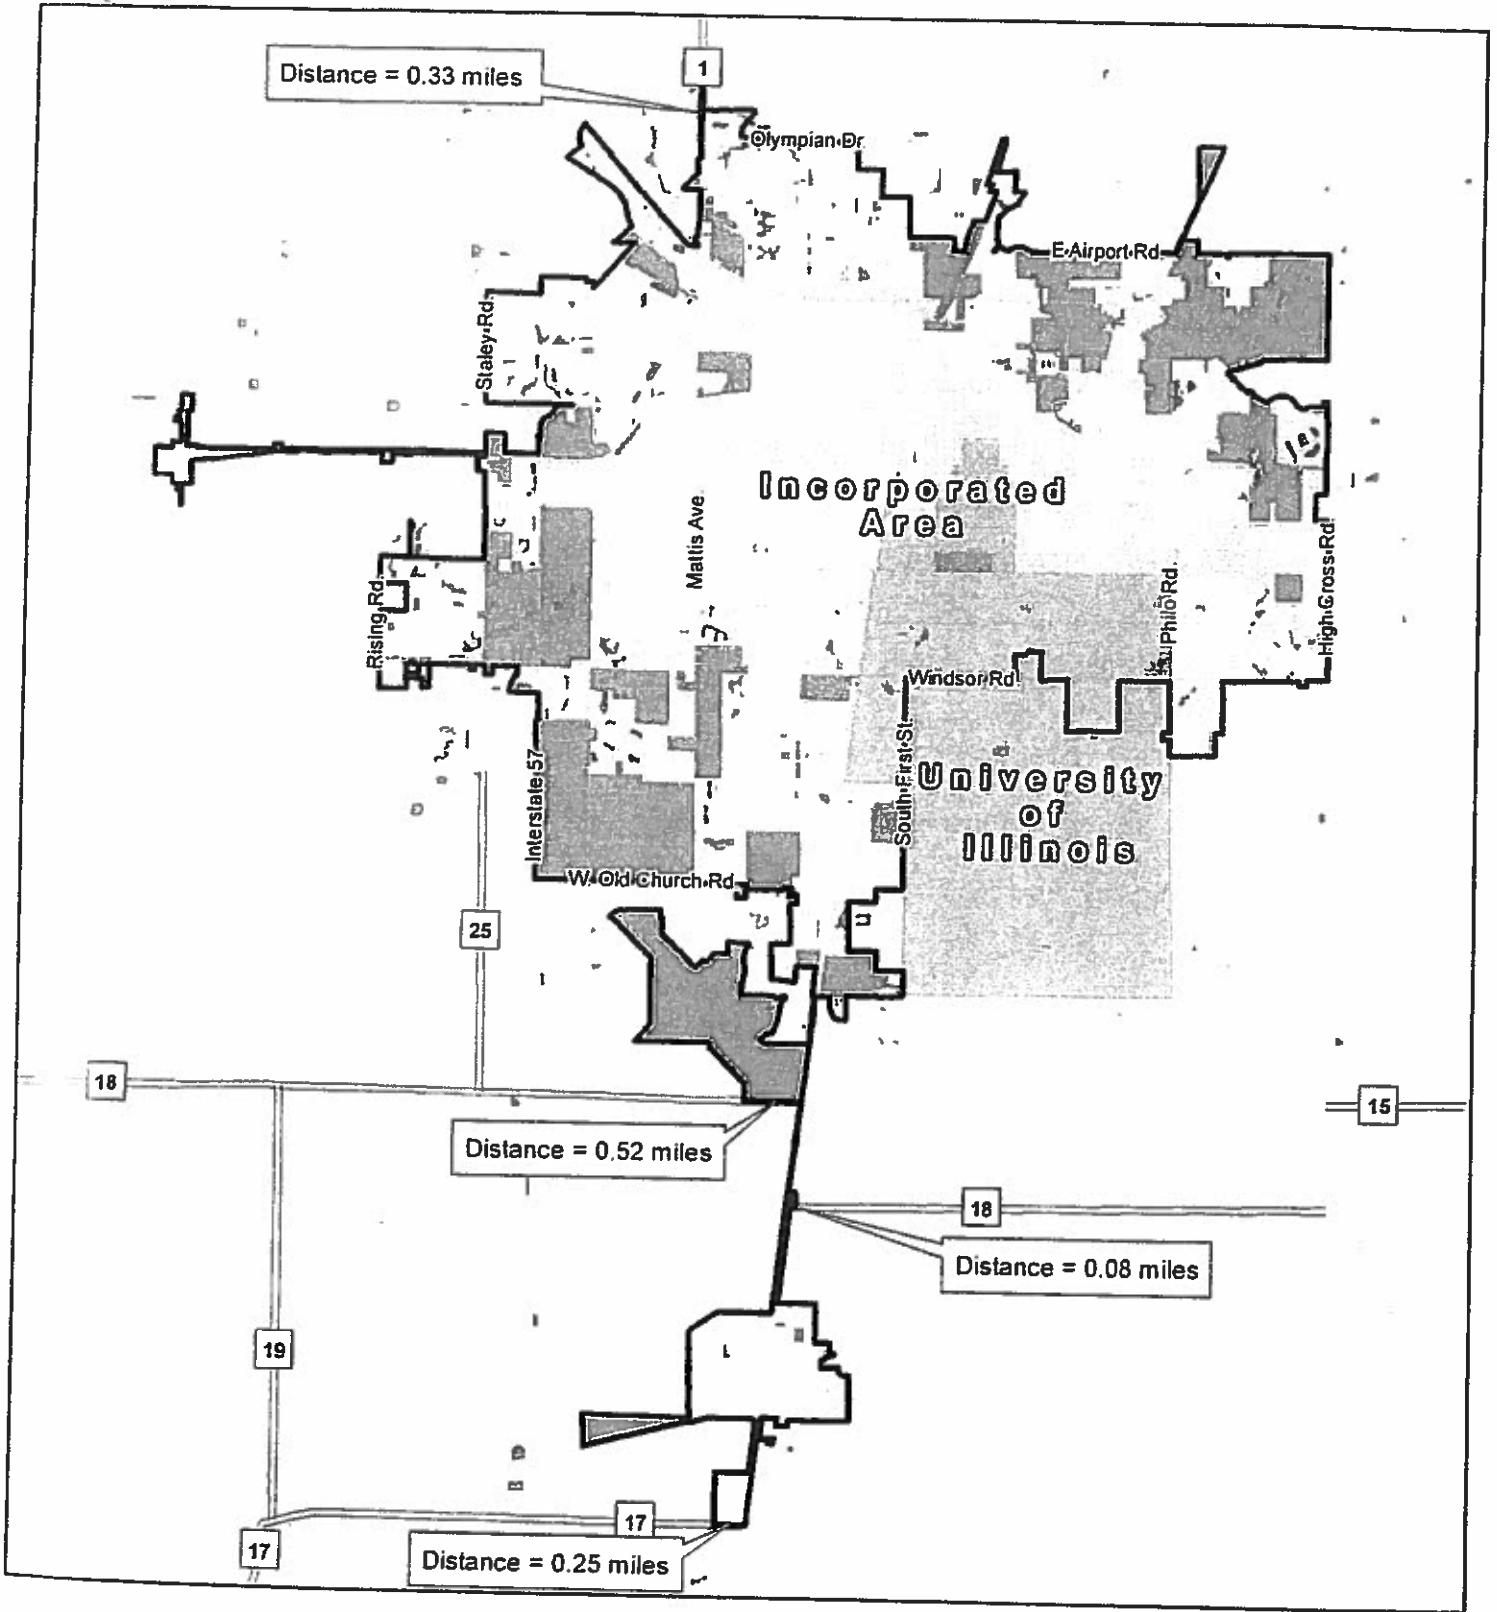 Distance = 0.33 miles
1
Olympian Dr
E Airport Rd
Staley Rd
Incorporated
Area
Mattis Ave
Rising Rd
Philo Rd
High Cross Rd
Windsor Rd
Interstate 57
South First St.
University
of
Illinois
W. Old Church Rd
25
18
15
Distance = 0.52 miles
18
Distance = 0.08 miles
19
17
17
Distance = 0.25 miles